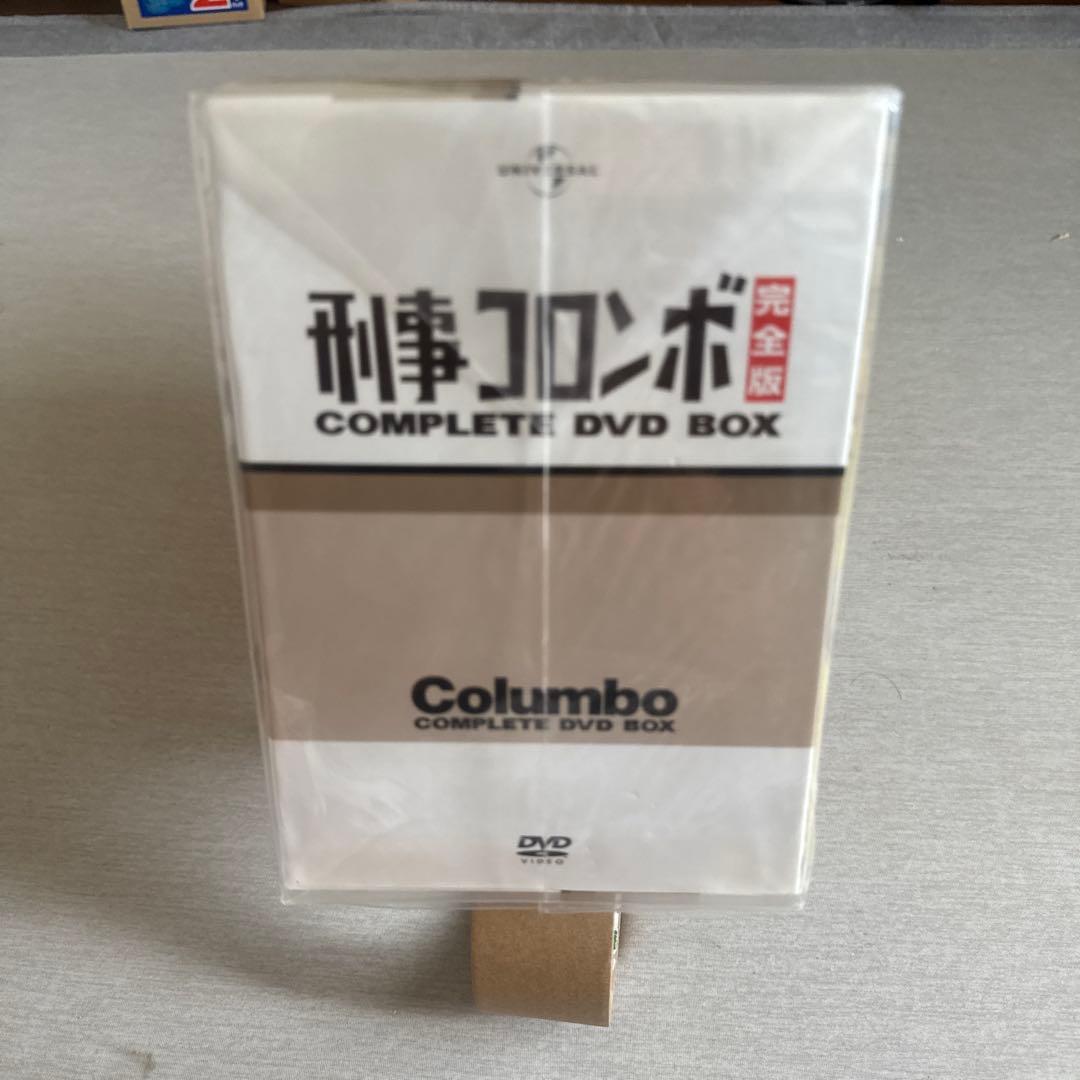 UNIVERSAL
刑事コロンボ 完全版
COMPLETE DVD BOX
Columbo
COMPLETE DVD BOX
DVD
VIDEO